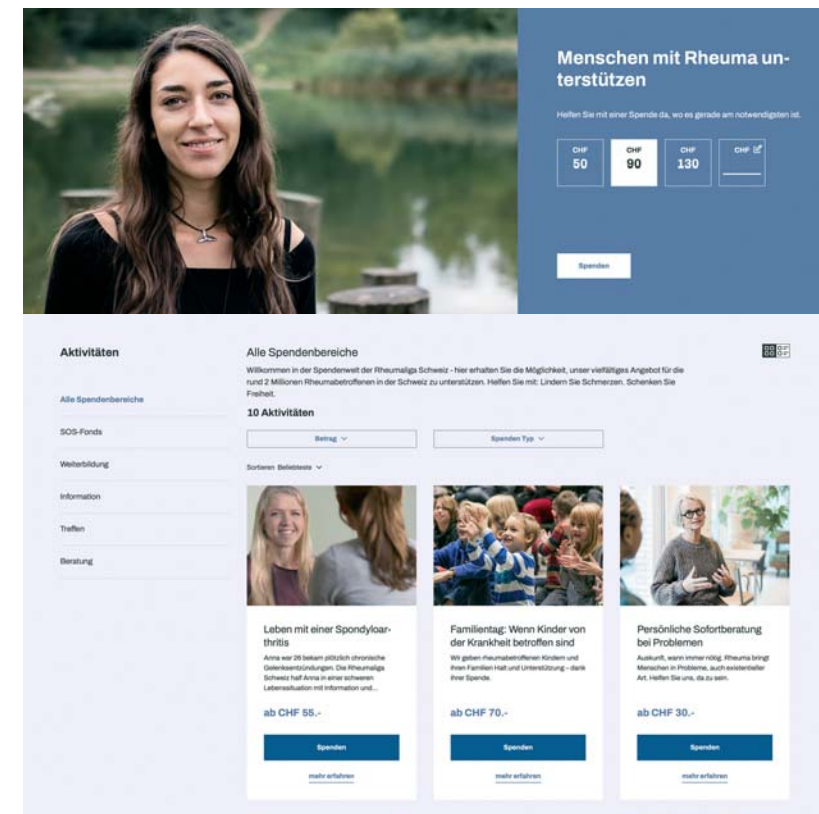 Menschen mit Rheuma un-
terstützen
Helfen Sie mit einer Spende da, wo es gerade am notwendigsten ist.
CHF
50
CHF
90
CHF
130
CHF
Spenden
Aktivitäten
Alle Spendenbereiche
SOS-Fonds
Weiterbildung
Information
Treffen
Beratung
Alle Spendenbereiche
Willkommen in der Spendenwelt der Rheumaliga Schweiz - hier erhalten Sie die Möglichkeit, unser vielfältiges Angebot für die
rund 2 Millionen Rheumabetroffenen in der Schweiz zu unterstützen. Helfen Sie mit: Lindern Sie Schmerzen. Schenken Sie
Freiheit.
10 Aktivitäten
Betrag
Spenden Typ
Sortieren Beliebteste
Leben mit einer Spondyloar-
thritis
Anna war 26 bekam plötzlich chronische
Gelenksentzündungen. Die Rheumaliga
Schweiz half Anna in einer schweren
Lebenssituation mit Information und...
ab CHF 55.-
Spenden
mehr erfahren
Familientag: Wenn Kinder von
der Krankheit betroffen sind
Wir geben rheumabetroffenen Kindern und
ihren Familien Halt und Unterstützung – dank
Ihrer Spende.
ab CHF 70.-
Spenden
mehr erfahren
Persönliche Sofortberatung
bei Problemen
Auskunft, wann immer nötig. Rheuma bringt
Menschen in Probleme, auch existentieller
Art. Helfen Sie uns, da zu sein.
ab CHF 30.-
Spenden
mehr erfahren